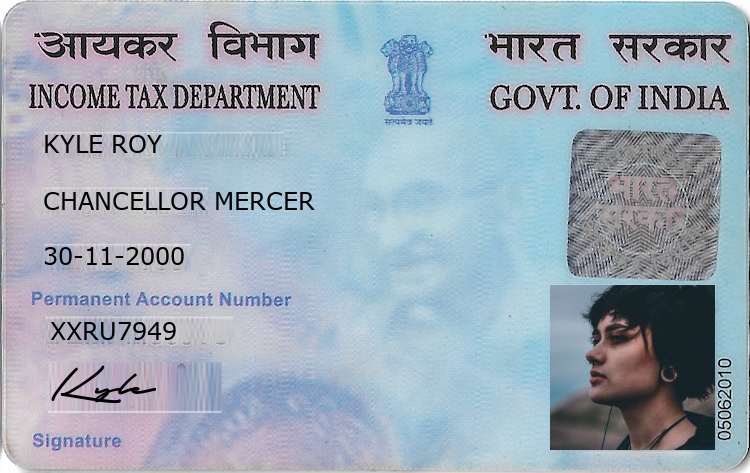 आयकर विभाग
भारत सरकार
INCOME TAX DEPARTMENT
GOVT. OF INDIA
सत्यमेव जयते
KYLE ROY
CHANCELLOR MERCER
30-11-2000
भारत
सरकार
Permanent Account Number
XXRU7949
Kyle
Signature
05062010